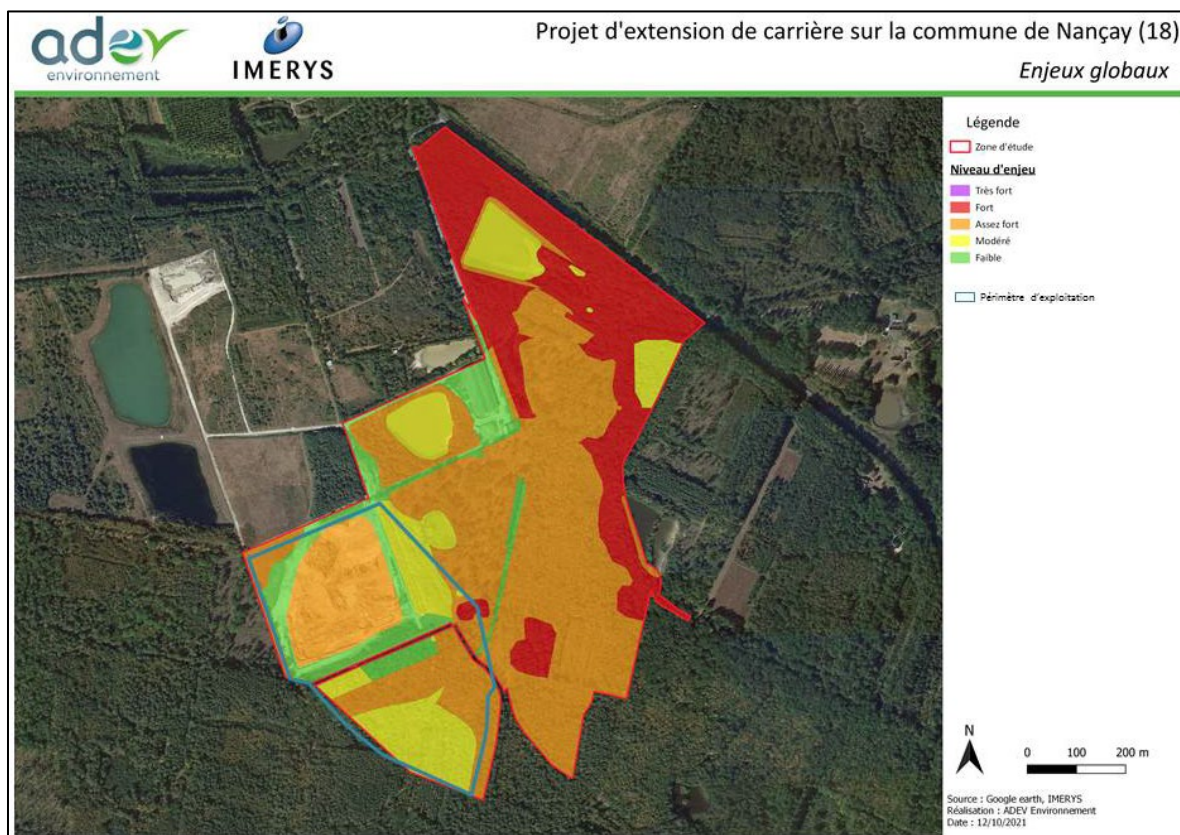 adev
environnement
IMERYS
Projet d'extension de carrière sur la commune de Nançay (18)
Enjeux globaux
Légende
Zone d'étude
Niveau d'enjeu
Très fort
Fort
Assez fort
Modéré
Faible
Périmètre d'exploitation
N
0 100 200 m
Source : Google earth, IMERYS
Réalisation : ADEV Environnement
Date : 12/10/2021